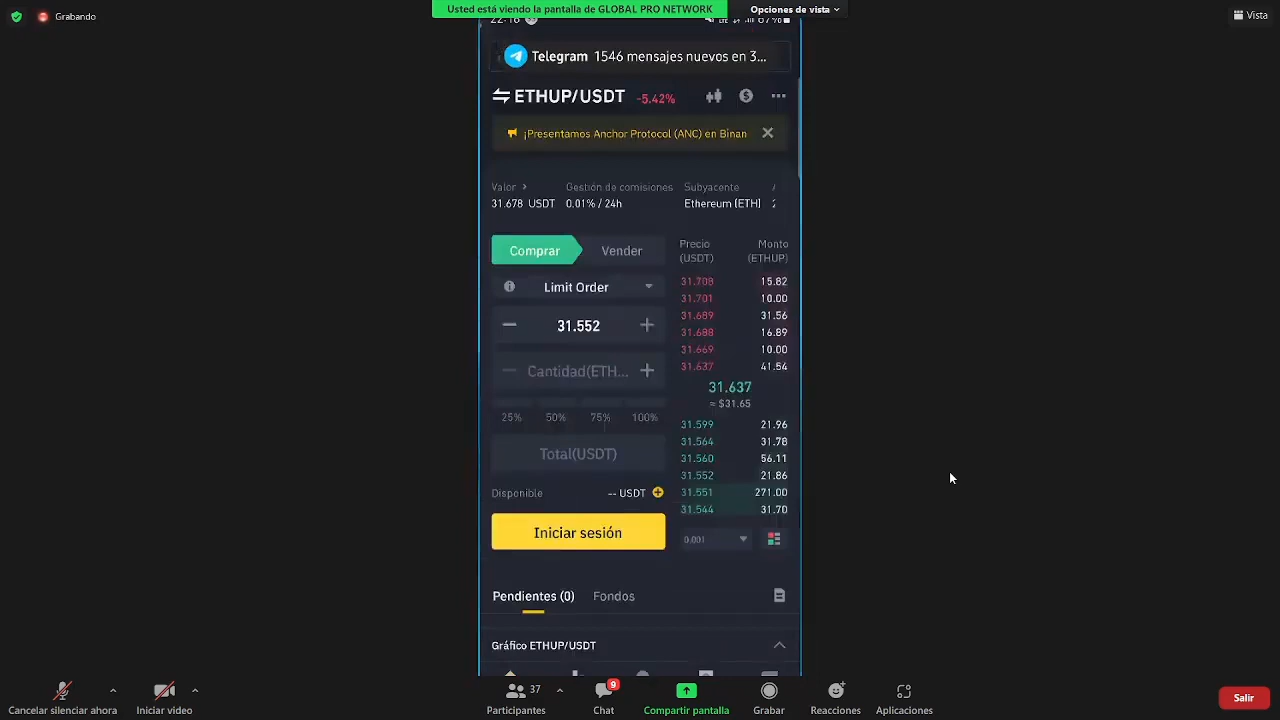 Usted está viendo la pantalla de GLOBAL PRO NETWORK
Opciones de vista
Grabando
Vista
Telegram 1546 mensajes nuevos en 3...
ETHUP/USDT -5.42%
¡Presentamos Anchor Protocol (ANC) en Binan
Valor > Gestión de comisiones Subyacente
31.678 USDT 0.01% / 24h Ethereum (ETH)
Comprar Vender
Precio (USDT) Monto (ETHUP)
Limit Order
31.552
Cantidad(ETH...
25% 50% 75% 100%
Total(USDT)
Disponible -- USDT
Iniciar sesión
31.708 15.82
31.701 10.00
31.689 31.56
31.688 16.89
31.669 10.00
31.637 41.54
31.637
≈ $31.65
31.599 21.96
31.564 31.78
31.560 56.11
31.552 21.86
31.551 271.00
31.544 31.70
0.001
Pendientes (0) Fondos
Gráfico ETHUP/USDT
Cancelar silenciar ahora
Iniciar video
37
Participantes
9
Chat
Compartir pantalla
Grabar
Reacciones
Aplicaciones
Salir